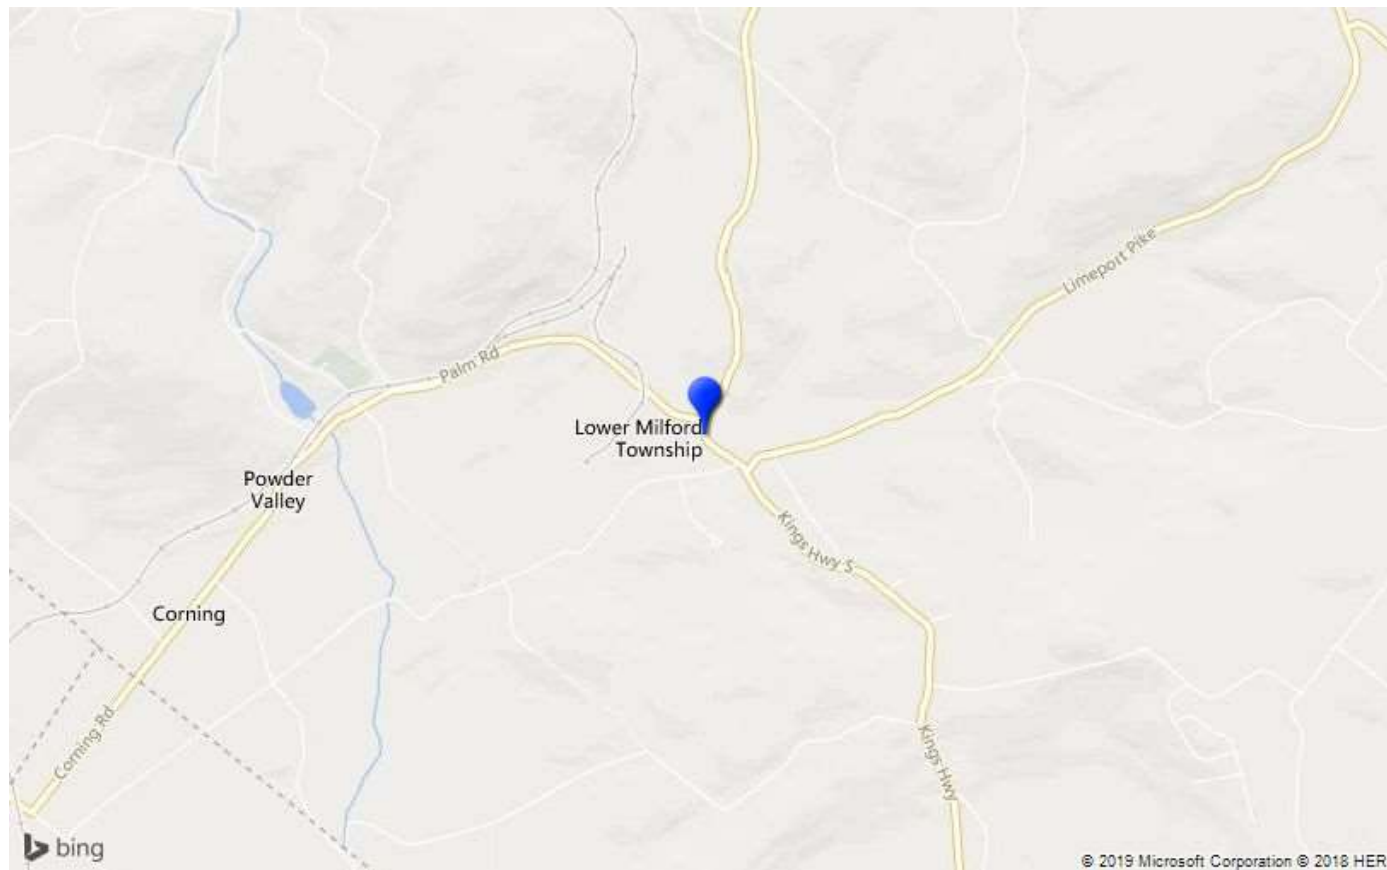 Limeport Pike
Palm Rd
Lower Milford
Township
Powder
Valley
Kings Hwy S
Corning
Corning Rd
Kings Hwy
bing
© 2019 Microsoft Corporation © 2018 HER